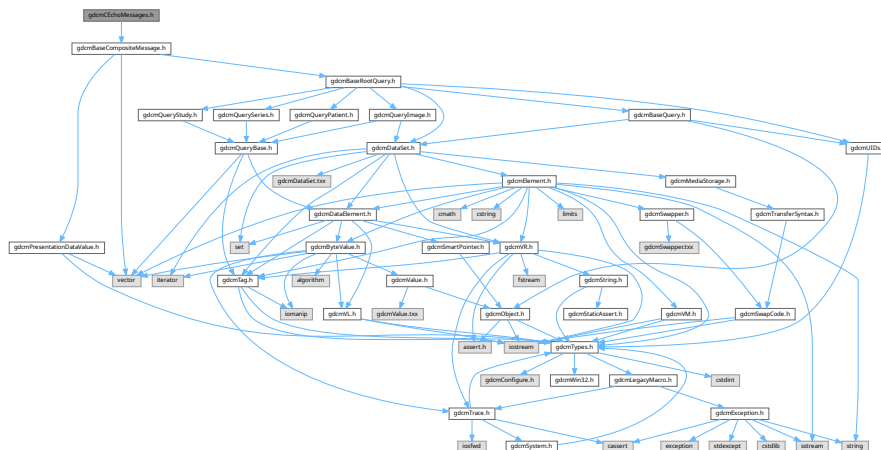 gdcmCEchoMessages.h
gdcmBaseCompositeMessage.h
gdcmBaseRootQuery.h
gdcmQueryStudy.h
gdcmQuerySeries.h
gdcmQueryPatient.h
gdcmQueryImage.h
gdcmBaseQuery.h
gdcmQueryBase.h
gdcmDataSet.h
gdcmUIDs
gdcmDataSet.txx
gdcmElement.h
gdcmMediaStorage.h
gdcmDataElement.h
cmath
cstring
limits
gdcmSwapper.h
gdcmTransferSyntax.h
gdcmPresentationDataValue.h
set
gdcmByteValue.h
gdcmSmartPointer.h
gdcmVR.h
gdcmSwapper.txx
vector
iterator
gdcmTag.h
algorithm
gdcmValue.h
fstream
gdcmString.h
iomanip
gdcmVL.h
gdcmValue.txx
gdcmObject.h
gdcmStaticAssert.h
gdcmVM.h
gdcmSwapCode.h
assert.h
iostream
gdcmTypes.h
gdcmConfigure.h
gdcmWin32.h
gdcmLegacyMacro.h
cstdint
gdcmTrace.h
gdcmException.h
iosfwd
gdcmSystem.h
cassert
exception
stdexcept
cstdlib
sstream
string